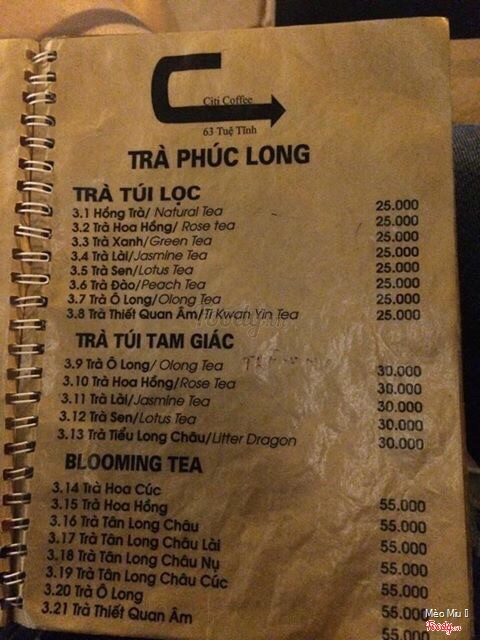 Citi Coffee
63 Tuệ Tĩnh
TRÀ PHÚC LONG
TRÀ TÚI LỌC
3.1 Hồng Trà/ Natural Tea 25.000
3.2 Trà Hoa Hồng/ Rose tea 25.000
3.3 Trà Xanh/Green Tea 25.000
3.4 Trà Lài/Jasmine Tea 25.000
3.5 Trà Sen/Lotus Tea 25.000
3.6 Trà Đào/Peach Tea 25.000
3.7 Trà Ô Long/Olong Tea 25.000
3.8 Trà Thiết Quan Âm/Ti Kwan Yin Tea 25.000
TRÀ TÚI TAM GIÁC
3.9 Trà Ô Long/ Olong Tea 30.000
3.10 Trà Hoa Hồng/Rose Tea 30.000
3.11 Trà Lài/Jasmine Tea 30.000
3.12 Trà Sen/Lotus Tea 30.000
3.13 Trà Tiểu Long Châu/Litter Dragon 30.000
BLOOMING TEA
3.14 Trà Hoa Cúc 55.000
3.15 Trà Hoa Hồng 55.000
3.16 Trà Tân Long Châu 55.000
3.17 Trà Tân Long Châu Lài 55.000
3.18 Trà Tân Long Châu Nụ 55.000
3.19 Trà Tân Long Châu Cúc 55.000
3.20 Trà Ô Long
3.21 Trà Thiết Quan Âm
Mèo Miu
Foody.vn